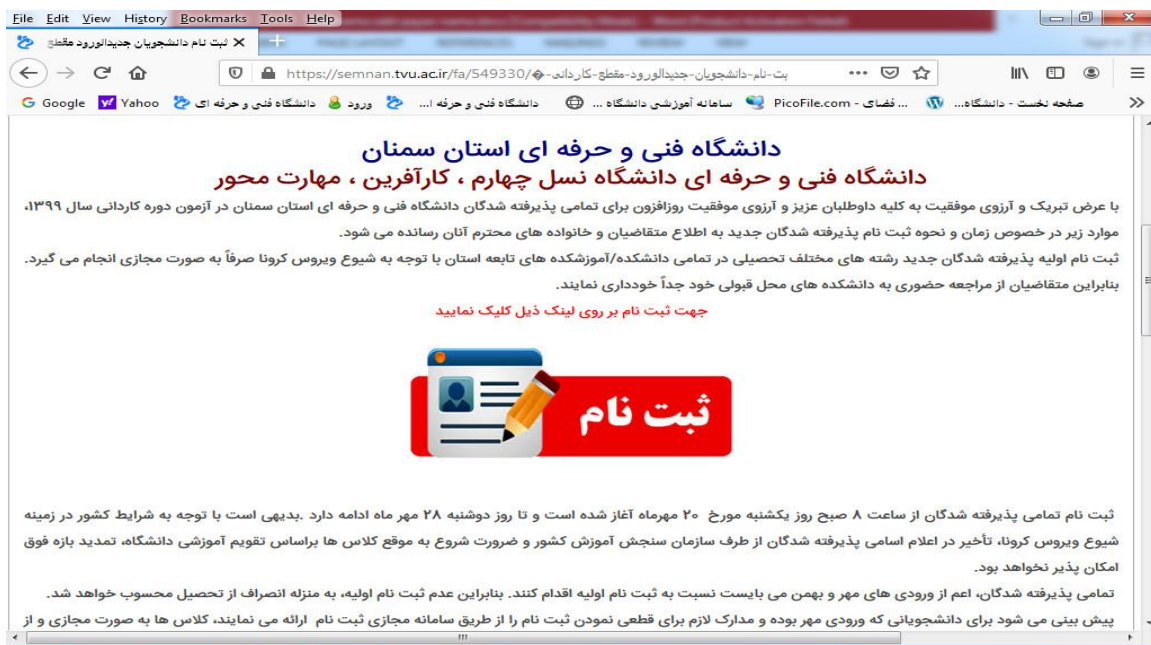 File Edit View History Bookmarks Tools Help
ثبت نام دانشجویان جدیدالورود مقطع
https://semnan.tvu.ac.ir/fa/549330/بت-نام-دانشجویان-جدیدالورود-مقطع-کاردانی-�
Google Yahoo دانشگاه فنی و حرفه ای ورود دانشگاه فنی و حرفه ا... سامانه آموزشی دانشگاه ... PicoFile.com - فضای ... صفحه نخست - دانشگاه...
دانشگاه فنی و حرفه ای استان سمنان
دانشگاه فنی و حرفه ای دانشگاه نسل چهارم ، کارآفرین ، مهارت محور
با عرض تبریک و آرزوی موفقیت به کلیه داوطلبان عزیز و آرزوی موفقیت روزافزون برای تمامی پذیرفته شدگان دانشگاه فنی و حرفه ای استان سمنان در آزمون دوره کاردانی سال ۱۳۹۹،
موارد زیر در خصوص زمان و نحوه ثبت نام پذیرفته شدگان جدید به اطلاع متقاضیان و خانواده های محترم آنان رسانده می شود.
ثبت نام اولیه پذیرفته شدگان جدید رشته های مختلف تحصیلی در تمامی دانشکده/آموزشکده های تابعه استان با توجه به شیوع ویروس کرونا صرفاً به صورت مجازی انجام می گیرد.
بنابراین متقاضیان از مراجعه حضوری به دانشکده های محل قبولی خود جداً خودداری نمایند.
جهت ثبت نام بر روی لینک ذیل کلیک نمایید
ثبت نام
ثبت نام تمامی پذیرفته شدگان از ساعت ۸ صبح روز یکشنبه مورخ ۲۰ مهرماه آغاز شده است و تا روز دوشنبه ۲۸ مهر ماه ادامه دارد .بدیهی است با توجه به شرایط کشور در زمینه
شیوع ویروس کرونا، تأخیر در اعلام اسامی پذیرفته شدگان از طرف سازمان سنجش آموزش کشور و ضرورت شروع به موقع کلاس ها براساس تقویم آموزشی دانشگاه، تمدید بازه فوق
امکان پذیر نخواهد بود.
تمامی پذیرفته شدگان، اعم از ورودی های مهر و بهمن می بایست نسبت به ثبت نام اولیه اقدام کنند. بنابراین عدم ثبت نام اولیه، به منزله انصراف از تحصیل محسوب خواهد شد.
پیش بینی می شود برای دانشجویانی که ورودی مهر بوده و مدارک لازم برای قطعی نمودن ثبت نام را از طریق سامانه مجازی ثبت نام ارائه می نمایند، کلاس ها به صورت مجازی و از